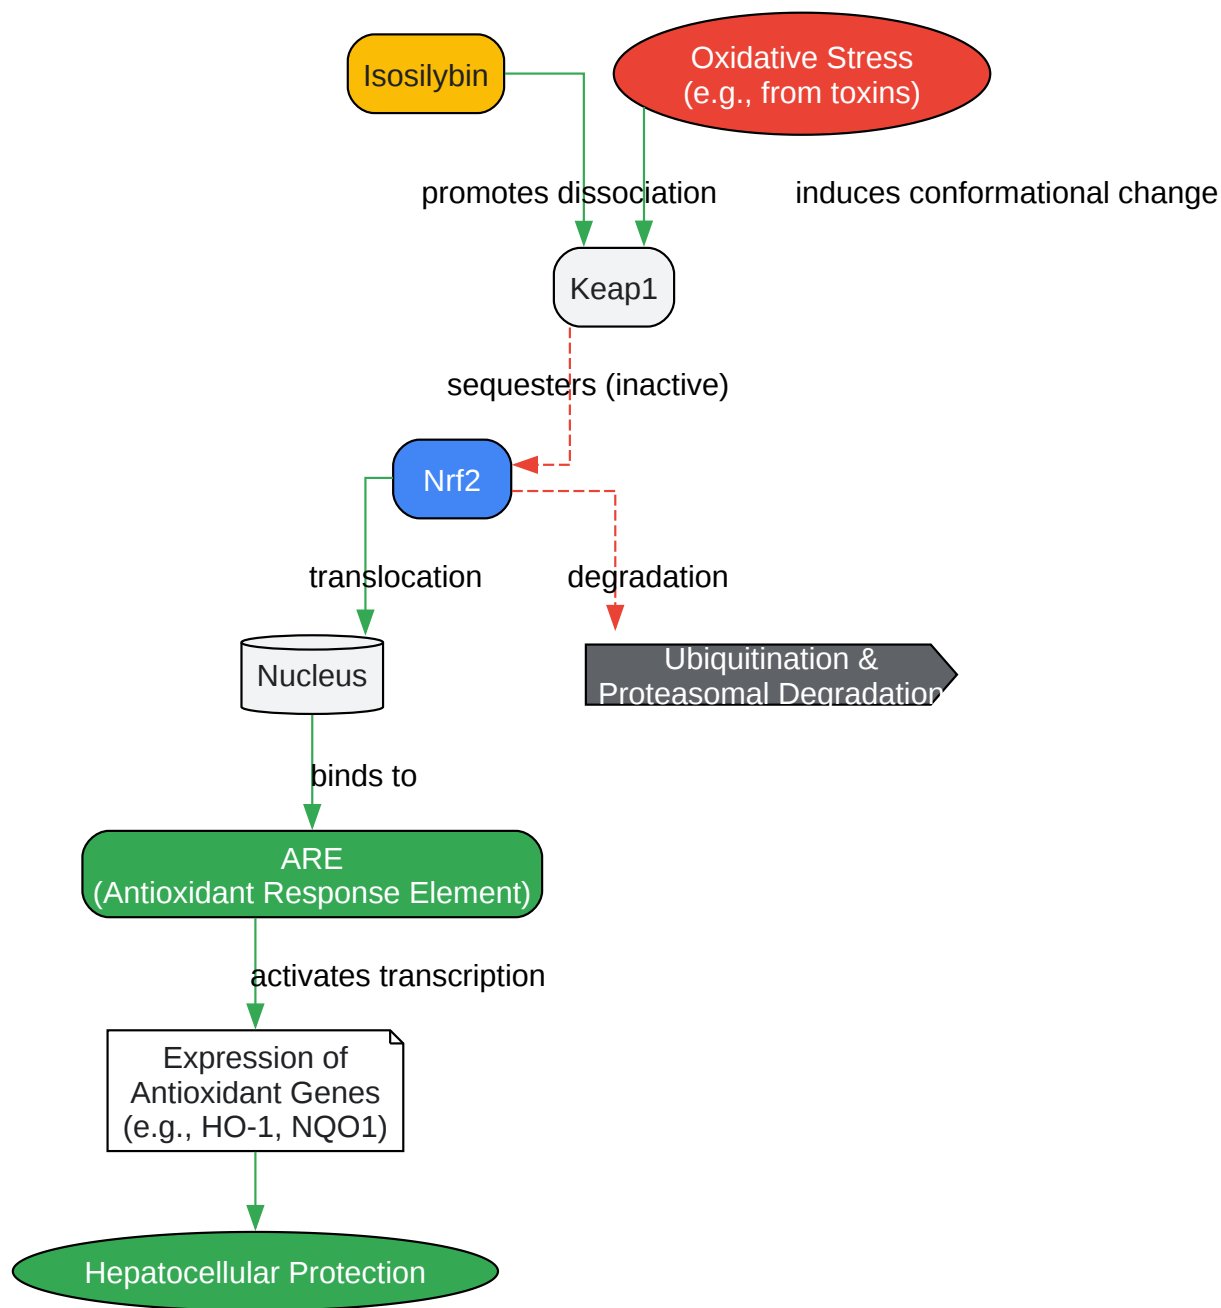 Isosilybin
Oxidative Stress
(e.g., from toxins)
promotes dissociation
induces conformational change
Keap1
sequesters (inactive)
Nrf2
translocation
degradation
Nucleus
Ubiquitination &
Proteasomal Degradation
binds to
ARE
(Antioxidant Response Element)
activates transcription
Expression of
Antioxidant Genes
(e.g., HO-1, NQO1)
Hepatocellular Protection